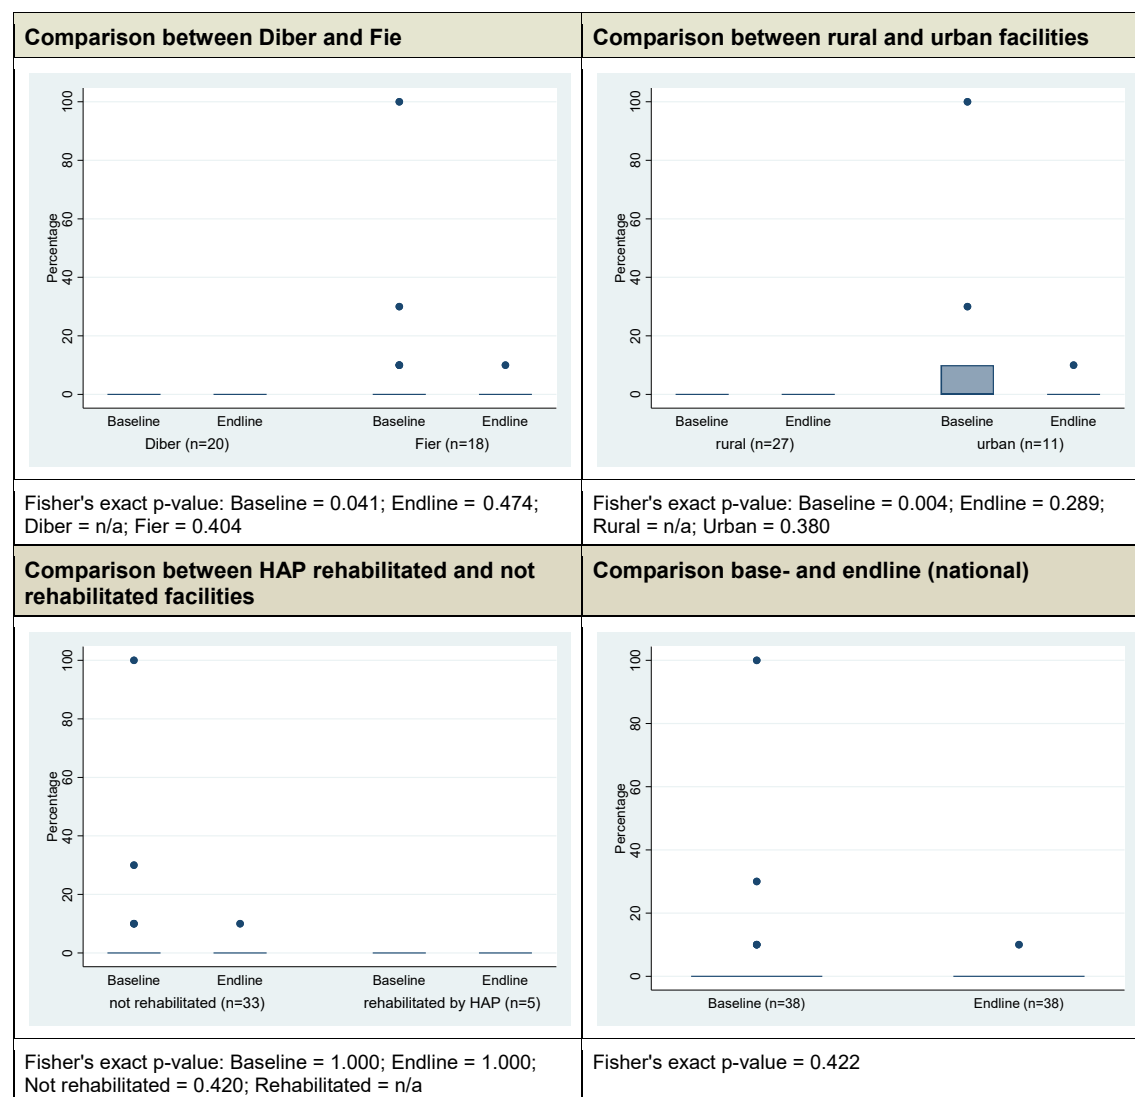 Comparison between Diber and Fie
Comparison between rural and urban facilities
Percentage
100
80
60
40
20
0
Baseline
Endline
Baseline
Endline
Diber (n=20)
Fier (n=18)
Percentage
100
80
60
40
20
0
Baseline
Endline
Baseline
Endline
rural (n=27)
urban (n=11)
Fisher's exact p-value: Baseline = 0.041; Endline = 0.474;
Diber = n/a; Fier = 0.404
Fisher's exact p-value: Baseline = 0.004; Endline = 0.289;
Rural = n/a; Urban = 0.380
Comparison between HAP rehabilitated and not
rehabilitated facilities
Comparison base- and endline (national)
Percentage
100
80
60
40
20
0
Baseline
Endline
Baseline
Endline
not rehabilitated (n=33)
rehabilitated by HAP (n=5)
Percentage
100
80
60
40
20
0
Baseline (n=38)
Endline (n=38)
Fisher's exact p-value: Baseline = 1.000; Endline = 1.000;
Not rehabilitated = 0.420; Rehabilitated = n/a
Fisher's exact p-value = 0.422